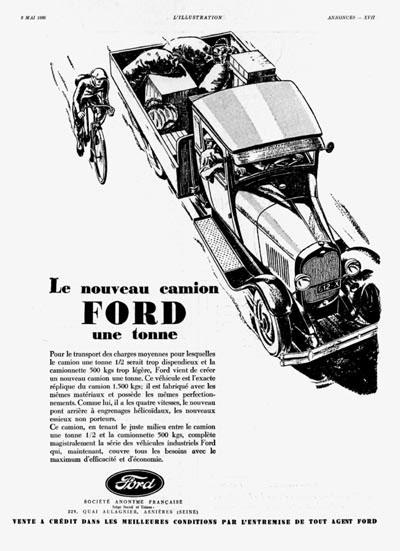 L'ILLUSTRATION
ANNONCES — XVII
Le nouveau camion
FORD
une tonne
Pour le transport des charges moyennes pour lesquelles
le camion une tonne 1/2 serait trop dispendieux et la
camionnette 500 kgs trop légère, Ford vient de créer
un nouveau camion une tonne. Ce véhicule est l'exacte
réplique du camion 1.500 kgs; il est fabriqué avec les
mêmes matériaux et possède les mêmes perfection-
nements. Comme lui, il a les quatre vitesses, le nouveau
pont arrière à engrenages hélicoïdaux, les nouveaux
essieux non porteurs.
Ce camion, en tenant le juste milieu entre le camion
une tonne 1/2 et la camionnette 500 kgs, complète
magistralement la série des véhicules industriels Ford
qui, maintenant, couvre tous les besoins avec le
maximum d'efficacité et d'économie.
Ford
SOCIÉTÉ ANONYME FRANÇAISE
Siège Social et Usines :
225, QUAI AULAGNIER, ASNIÈRES (SEINE)
VENTE A CRÉDIT DANS LES MEILLEURES CONDITIONS PAR L'ENTREMISE DE TOUT AGENT FORD